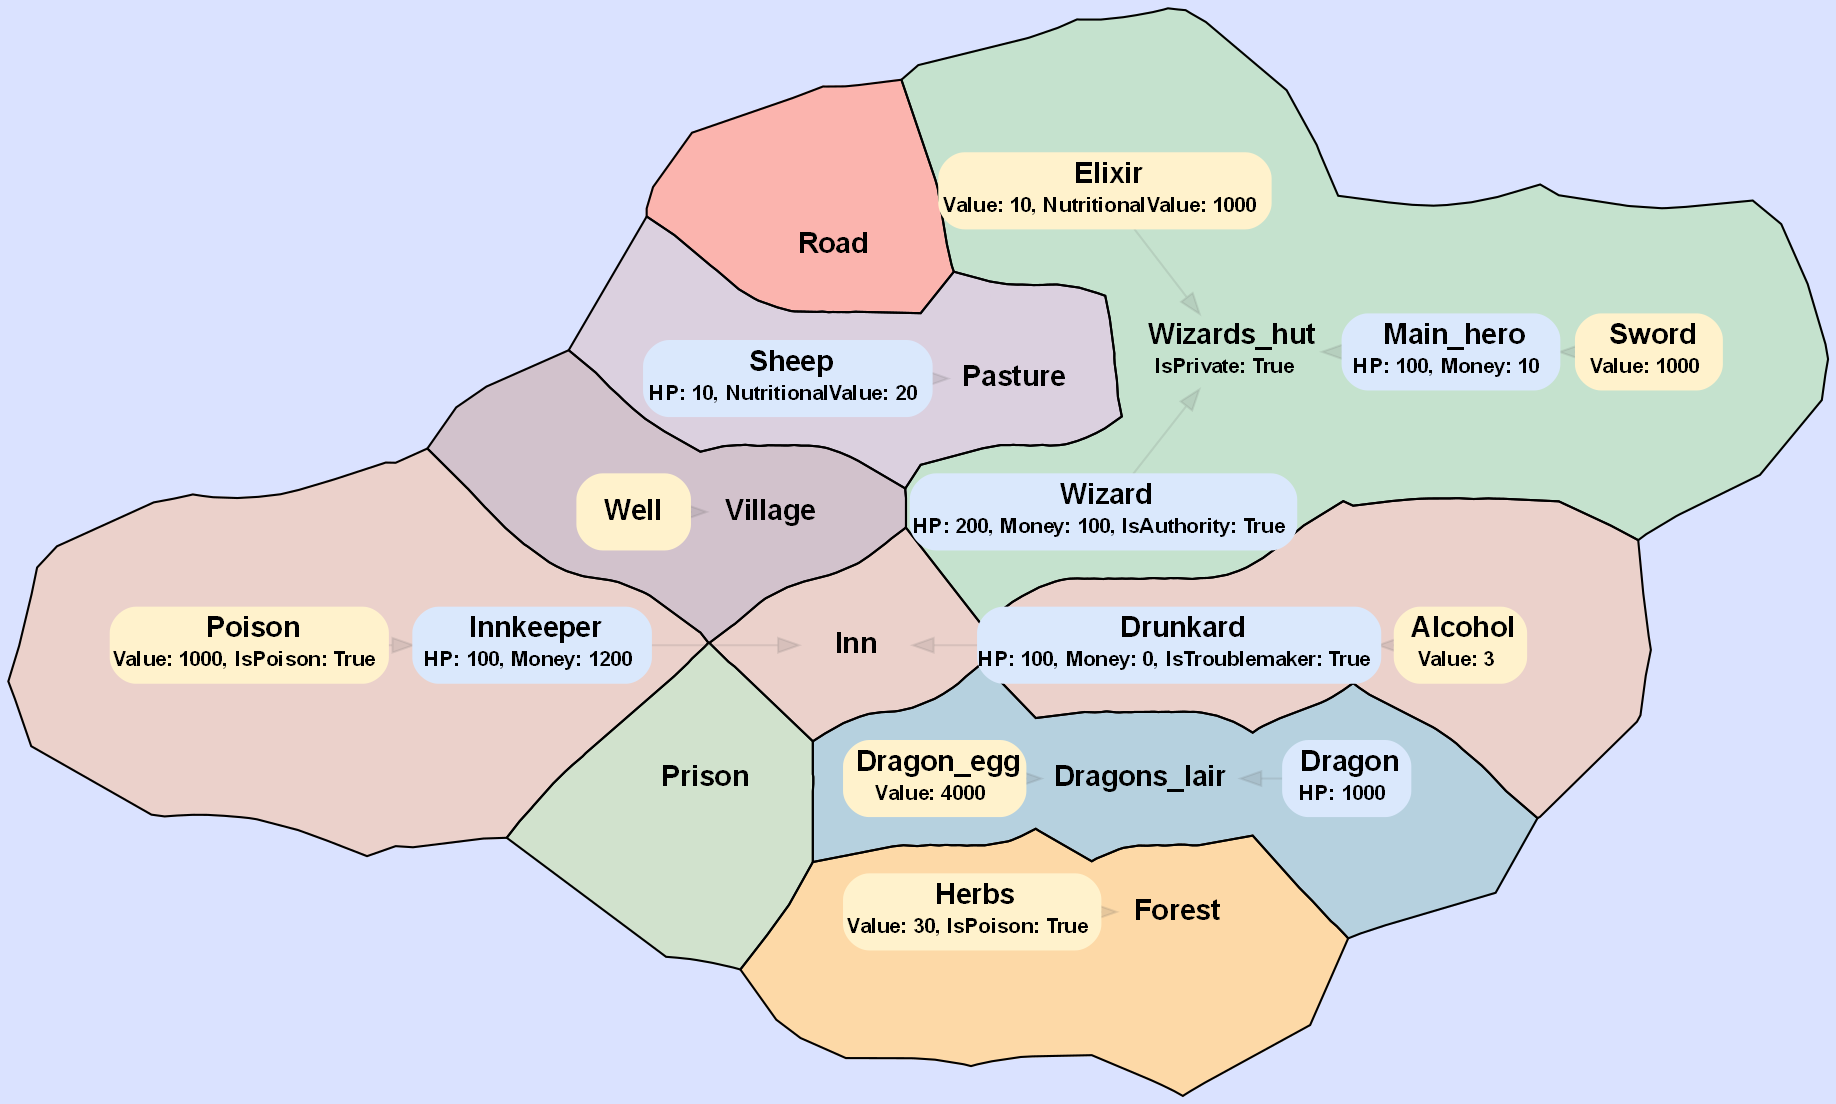 Elixir
Value: 10, NutritionalValue: 1000
Road
Wizards_hut
IsPrivate: True
Main_hero
HP: 100, Money: 10
Sword
Value: 1000
Sheep
HP: 10, NutritionalValue: 20
Pasture
Well
Village
Wizard
HP: 200, Money: 100, IsAuthority: True
Poison
Value: 1000, IsPoison: True
Innkeeper
HP: 100, Money: 1200
Inn
Drunkard
HP: 100, Money: 0, IsTroublemaker: True
Alcohol
Value: 3
Prison
Dragon_egg
Value: 4000
Dragons_lair
Dragon
HP: 1000
Herbs
Value: 30, IsPoison: True
Forest